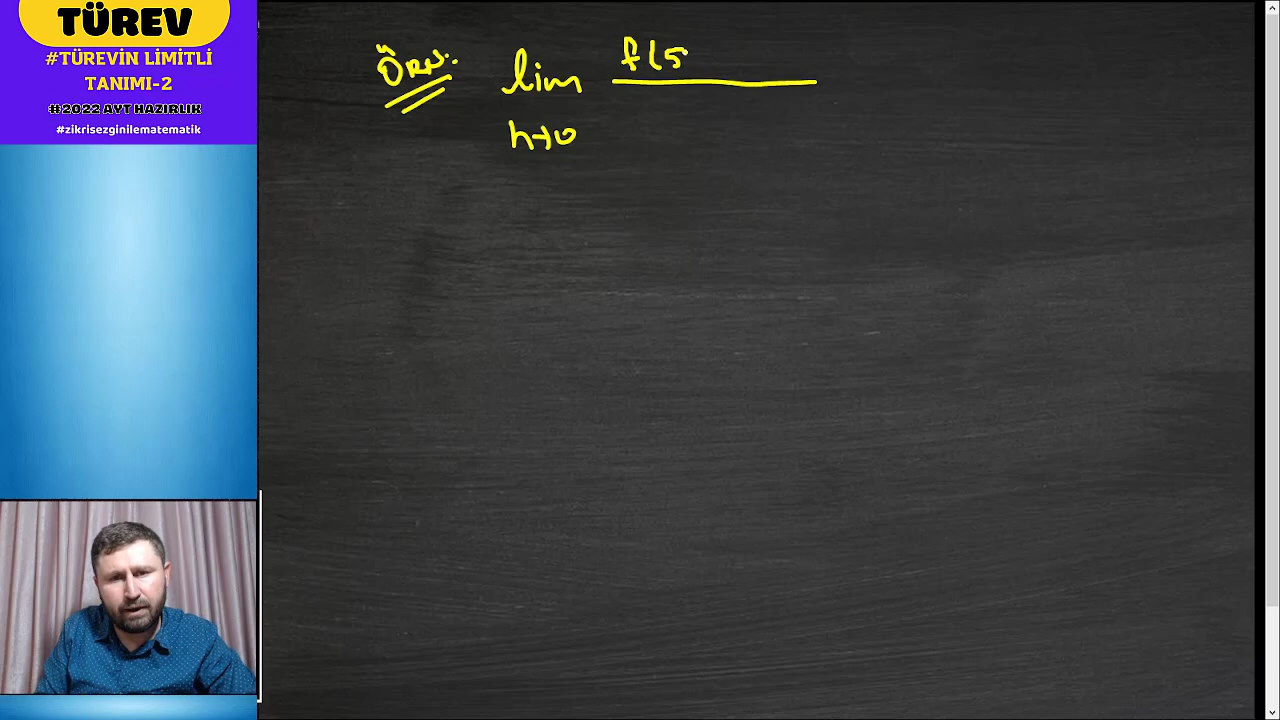 TÜREV
#TÜREVİN LİMİTLİ
TANIMI-2
#2022 AYT HAZIRLIK
#zikrisezginilematematik
ÖRN: lim f(5
h→0